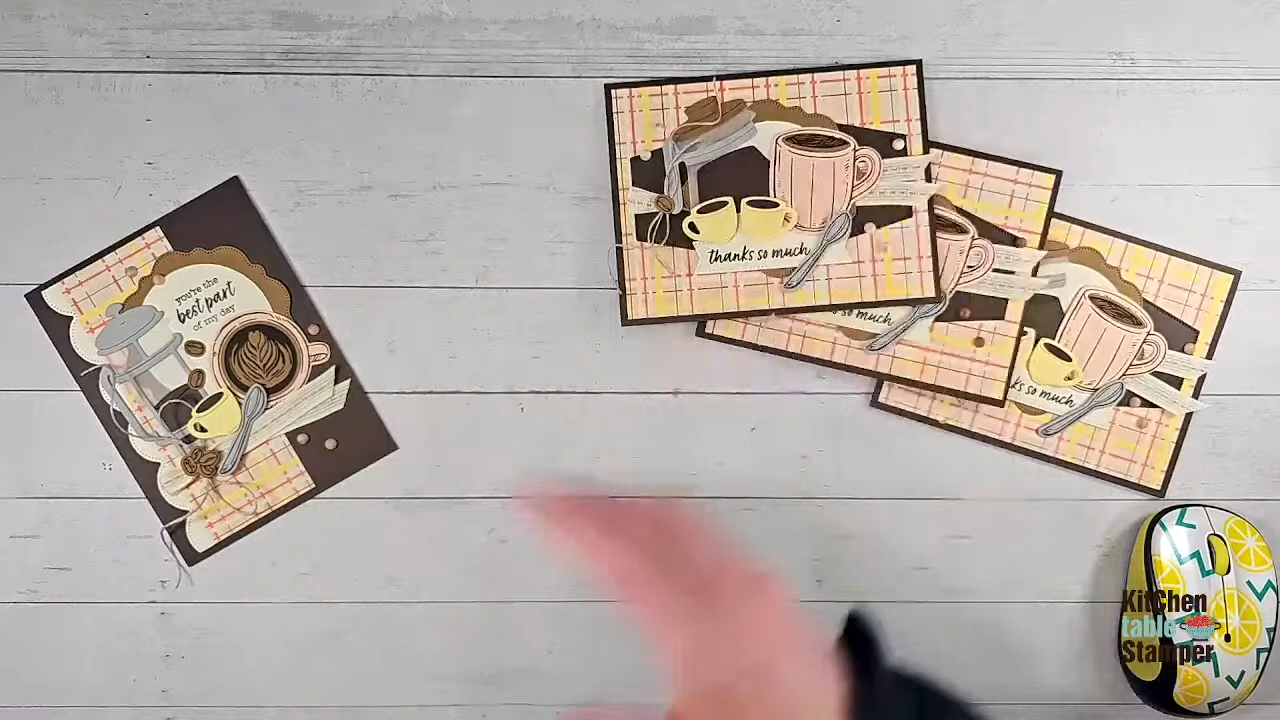 you're the
best part
of my day
thanks so much
ks so much
ks so much
KitChen
table
Stamper